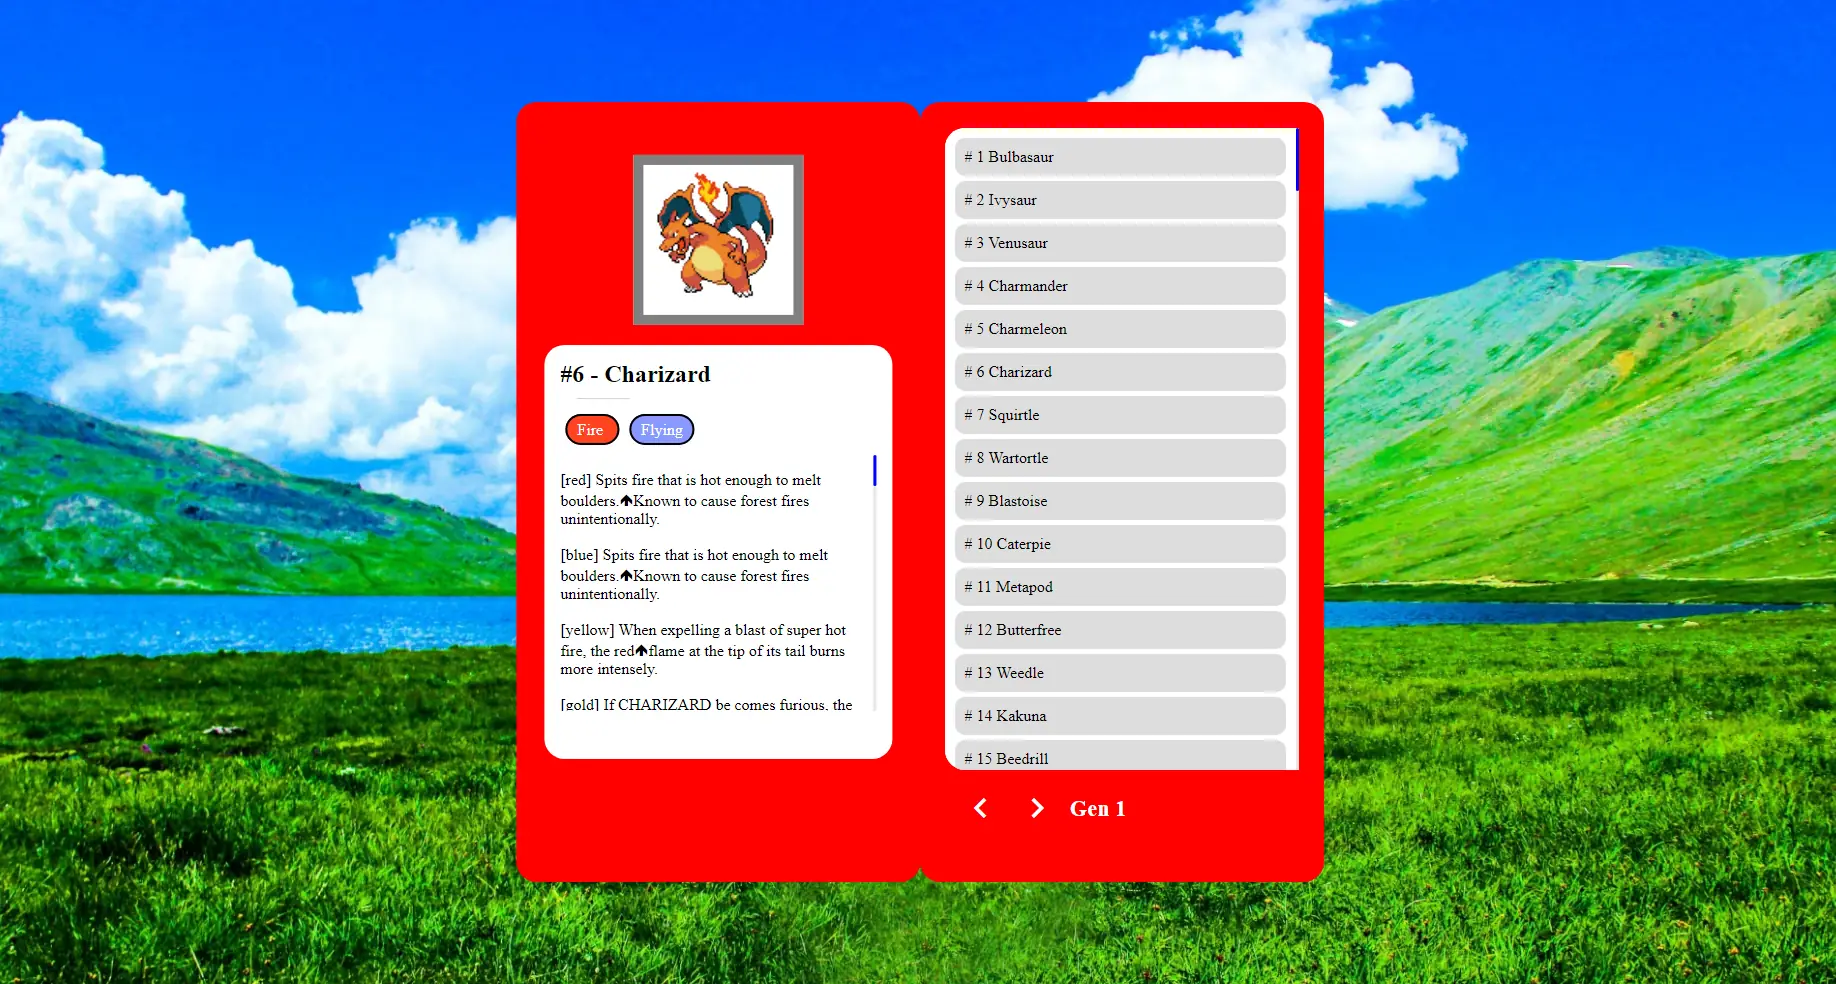 #6 - Charizard
Fire
Flying
[red] Spits fire that is hot enough to melt
boulders.🡹Known to cause forest fires
unintentionally.
[blue] Spits fire that is hot enough to melt
boulders.🡹Known to cause forest fires
unintentionally.
[yellow] When expelling a blast of super hot
fire, the red🡹flame at the tip of its tail burns
more intensely.
[gold] If CHARIZARD be comes furious, the
# 1 Bulbasaur
# 2 Ivysaur
# 3 Venusaur
# 4 Charmander
# 5 Charmeleon
# 6 Charizard
# 7 Squirtle
# 8 Wartortle
# 9 Blastoise
# 10 Caterpie
# 11 Metapod
# 12 Butterfree
# 13 Weedle
# 14 Kakuna
# 15 Beedrill
Gen 1